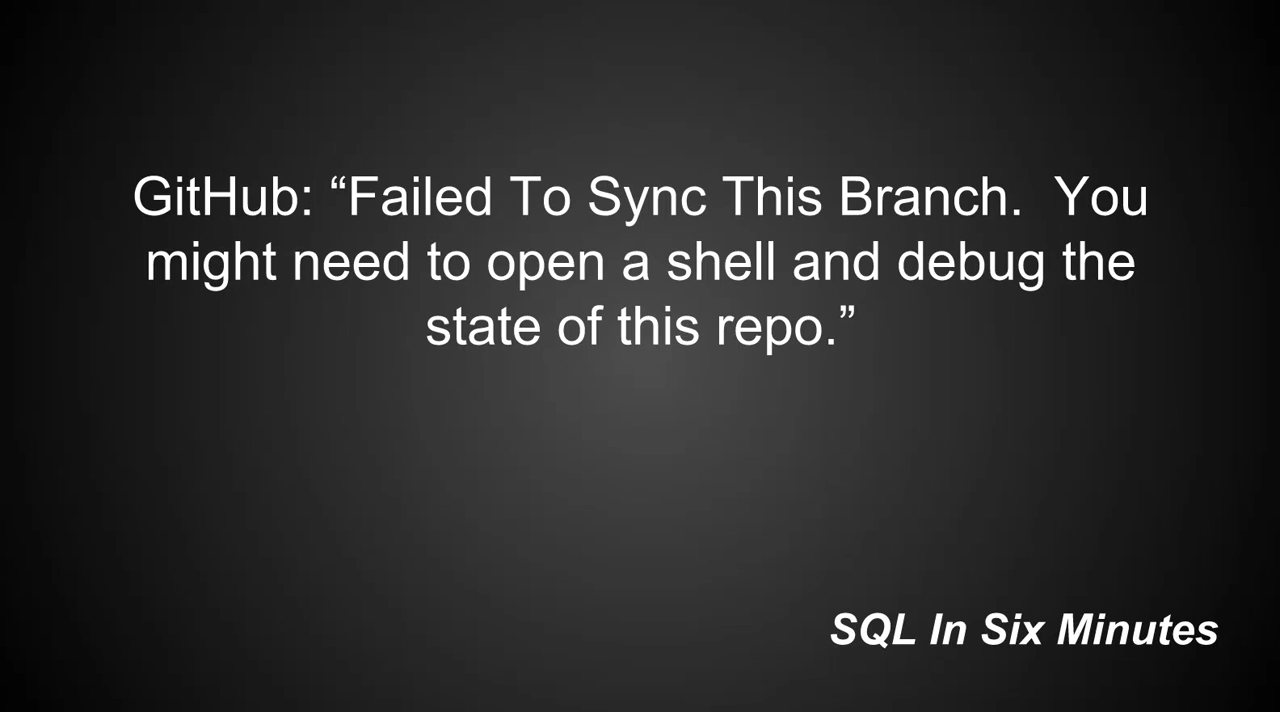 GitHub: “Failed To Sync This Branch.  You
might need to open a shell and debug the
state of this repo.”
SQL In Six Minutes